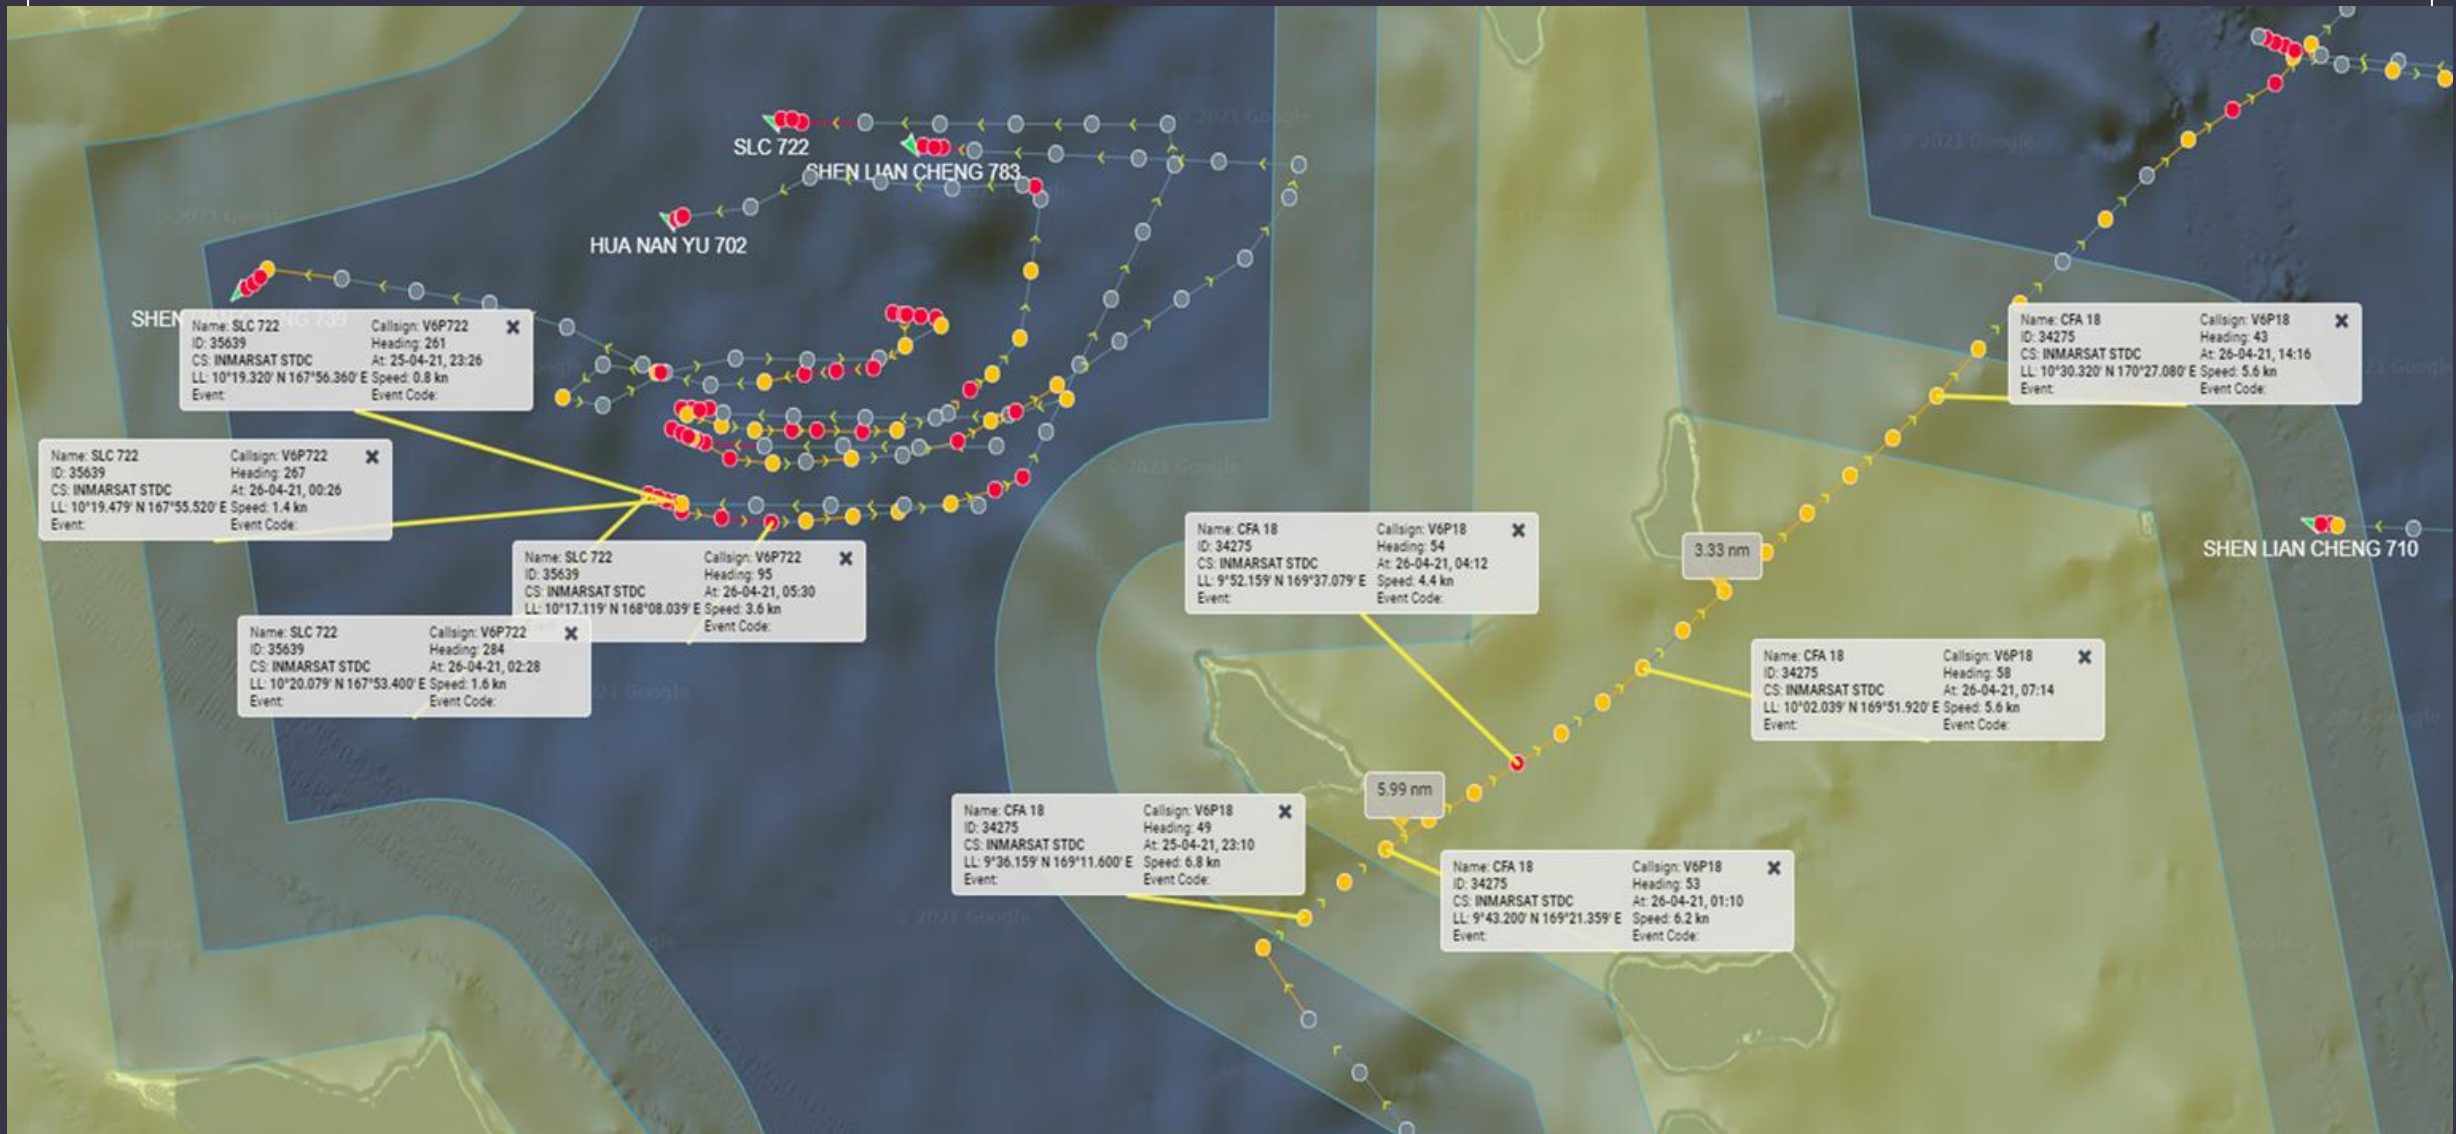 © 2021 Google
SLC 722
SHEN LIAN CHENG 783
© 2021 Google
HUA NAN YU 702
SHEN
Name: SLC 722 Callsign: V6P722
ID: 35639 Heading: 261
CS: INMARSAT STDC At: 25-04-21, 23:26
LL: 10°19.320' N 167°56.360' E Speed: 0.8 kn
Event: Event Code:
Name: CFA 18 Callsign: V6P18
ID: 34275 Heading: 43
CS: INMARSAT STDC At: 26-04-21, 14:16
LL: 10°30.320' N 170°27.080' E Speed: 5.6 kn
Event: Event Code:
Name: SLC 722 Callsign: V6P722
ID: 35639 Heading: 267
CS: INMARSAT STDC At: 26-04-21, 00:26
LL: 10°19.479' N 167°55.520' E Speed: 1.4 kn
Event: Event Code:
© 2021 Google
Name: SLC 722 Callsign: V6P722
ID: 35639 Heading: 95
CS: INMARSAT STDC At: 26-04-21, 05:30
LL: 10°17.119' N 168°08.039' E Speed: 3.6 kn
Event Code:
Name: CFA 18 Callsign: V6P18
ID: 34275 Heading: 54
CS: INMARSAT STDC At: 26-04-21, 04:12
LL: 9°52.159' N 169°37.079' E Speed: 4.4 kn
Event: Event Code:
3.33 nm
SHEN LIAN CHENG 710
Name: SLC 722 Callsign: V6P722
ID: 35639 Heading: 284
CS: INMARSAT STDC At: 26-04-21, 02:28
LL: 10°20.079' N 167°53.400' E Speed: 1.6 kn
Event: Event Code:
Name: CFA 18 Callsign: V6P18
ID: 34275 Heading: 58
CS: INMARSAT STDC At: 26-04-21, 07:14
LL: 10°02.039' N 169°51.920' E Speed: 5.6 kn
Event: Event Code:
5.99 nm
Name: CFA 18 Callsign: V6P18
ID: 34275 Heading: 49
CS: INMARSAT STDC At: 25-04-21, 23:10
LL: 9°36.159' N 169°11.600' E Speed: 6.8 kn
Event: Event Code:
Name: CFA 18 Callsign: V6P18
ID: 34275 Heading: 53
CS: INMARSAT STDC At: 26-04-21, 01:10
LL: 9°43.200' N 169°21.359' E Speed: 6.2 kn
Event: Event Code:
© 2021 Google